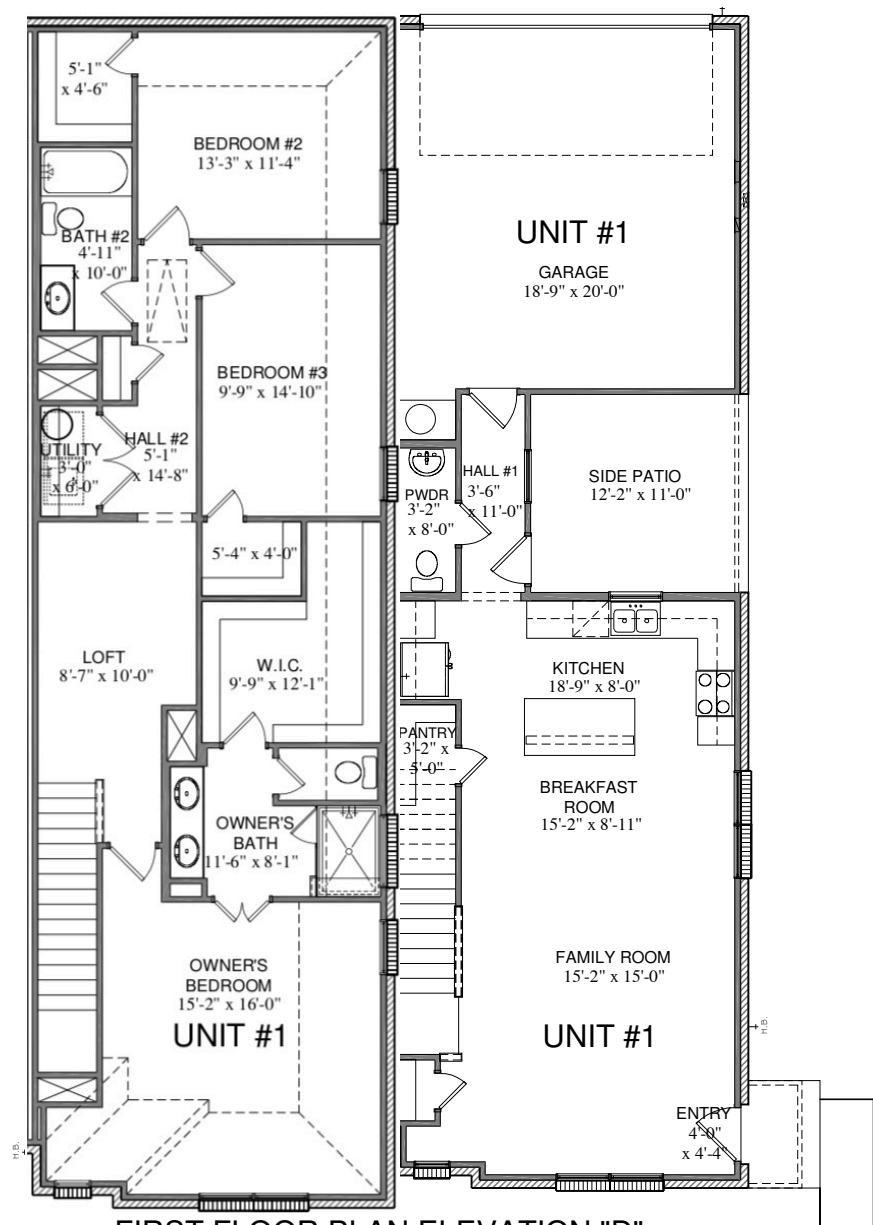 5'-1"
x 4'-6"
BEDROOM #2
13'-3" x 11'-4"
BATH #2
4'-11"
x 10'-0"
BEDROOM #3
9'-9" x 14'-10"
HALL #2
5'-1"
x 14'-8"
UTILITY
3'-0"
x 6'-0"
5'-4" x 4'-0"
LOFT
8'-7" x 10'-0"
W.I.C.
9'-9" x 12'-1"
OWNER'S
BATH
11'-6" x 8'-1"
OWNER'S
BEDROOM
15'-2" x 16'-0"
UNIT #1
H.B.
UNIT #1
GARAGE
18'-9" x 20'-0"
HALL #1
3'-6"
x 11'-0"
SIDE PATIO
12'-2" x 11'-0"
PWDR
3'-2"
x 8'-0"
KITCHEN
18'-9" x 8'-0"
PANTRY
3'-2" x
5'-0"
BREAKFAST
ROOM
15'-2" x 8'-11"
FAMILY ROOM
15'-2" x 15'-0"
UNIT #1
H.B.
ENTRY
4'-0"
x 4'-4"
FIRST FLOOR PLAN ELEVATION "B"